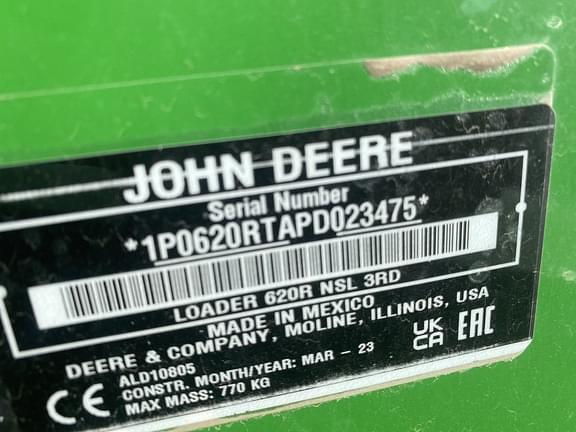 JOHN DEERE
Serial Number
*1P0620RTAPD023475*
LOADER 620R NSL 3RD
MADE IN MEXICO
DEERE & COMPANY, MOLINE, ILLINOIS, USA
ALD10805
CONSTR. MONTH/YEAR: MAR - 23
MAX MASS: 770 KG
CE
UK
CA
EAC